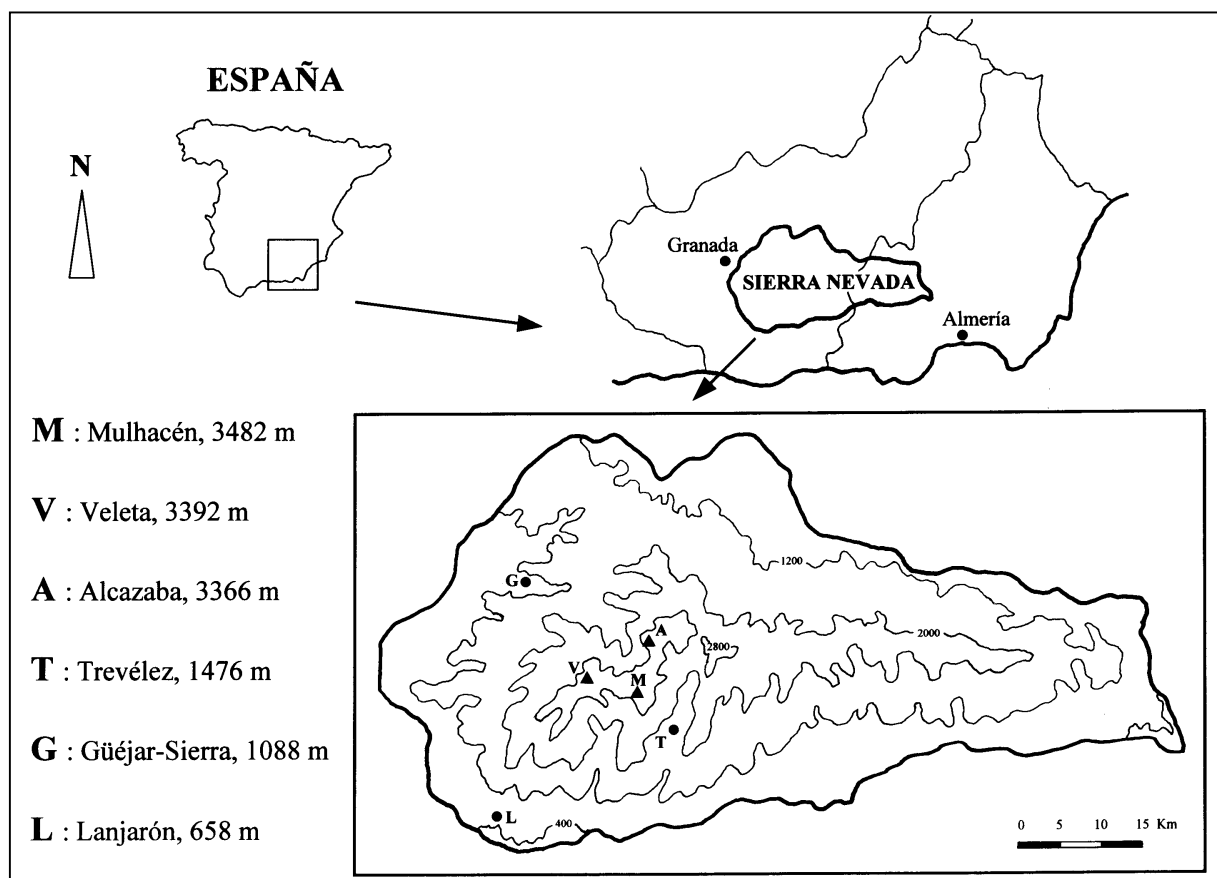 ESPAÑA
N
Granada
SIERRA NEVADA
Almería
M : Mulhacén, 3482 m
V : Veleta, 3392 m
A : Alcazaba, 3366 m
T : Trevélez, 1476 m
G : Güéjar-Sierra, 1088 m
L : Lanjarón, 658 m
1200
G
A
2000
2800
V
M
T
L
400
0 5 10 15 Km